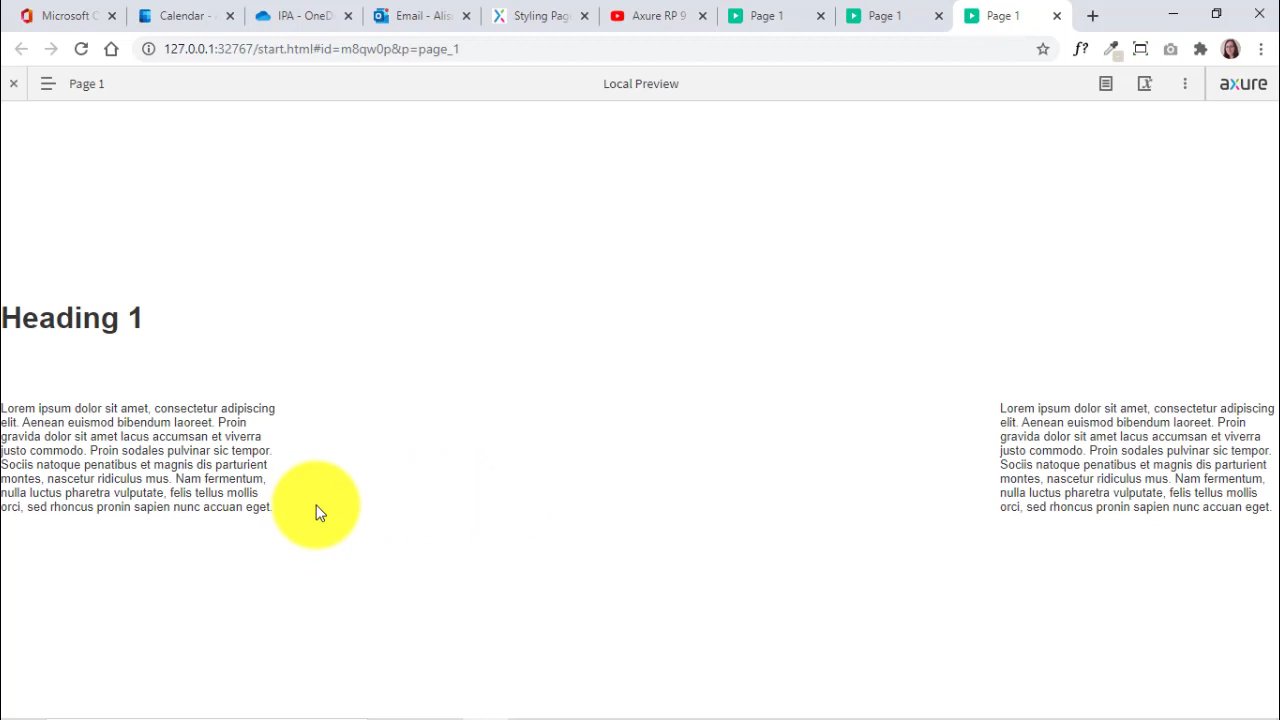 Microsoft C
Calendar -
IPA - OneD
Email - Alis
Styling Page
Axure RP 9
Page 1
Page 1
Page 1
127.0.0.1:32767/start.html#id=m8qw0p&p=page_1
f?
Page 1
Local Preview
axure
Heading 1
Lorem ipsum dolor sit amet, consectetur adipiscing
elit. Aenean euismod bibendum laoreet. Proin
gravida dolor sit amet lacus accumsan et viverra
justo commodo. Proin sodales pulvinar sic tempor.
Sociis natoque penatibus et magnis dis parturient
montes, nascetur ridiculus mus. Nam fermentum,
nulla luctus pharetra vulputate, felis tellus mollis
orci, sed rhoncus pronin sapien nunc accuan eget.
Lorem ipsum dolor sit amet, consectetur adipiscing
elit. Aenean euismod bibendum laoreet. Proin
gravida dolor sit amet lacus accumsan et viverra
justo commodo. Proin sodales pulvinar sic tempor.
Sociis natoque penatibus et magnis dis parturient
montes, nascetur ridiculus mus. Nam fermentum,
nulla luctus pharetra vulputate, felis tellus mollis
orci, sed rhoncus pronin sapien nunc accuan eget.